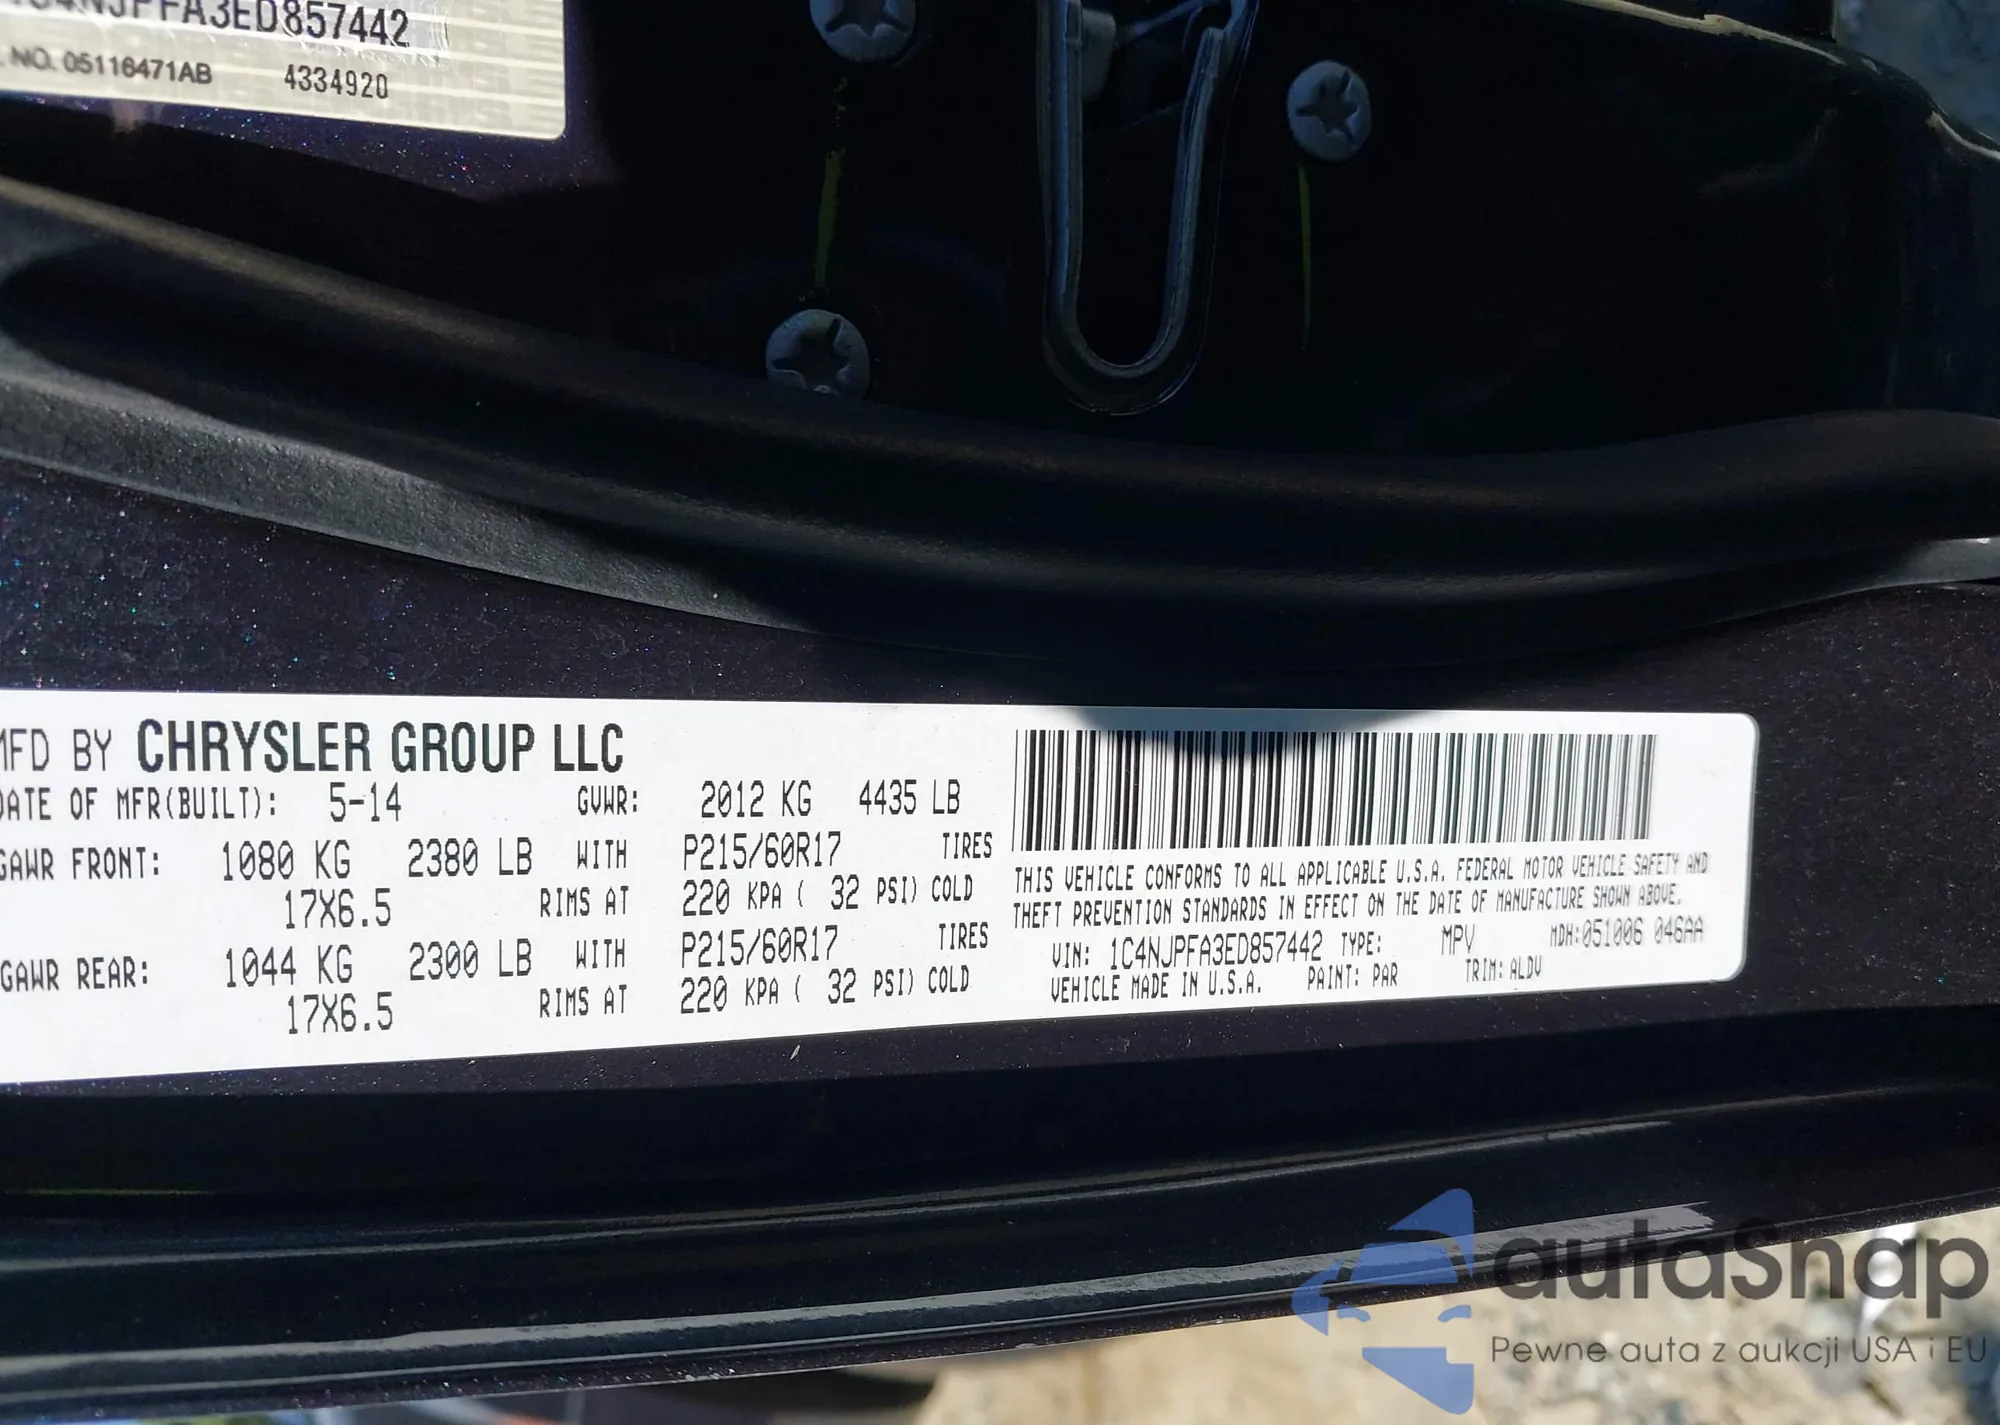 C4NJPFA3ED857442
NO. 05116471AB 4334920
MFD BY CHRYSLER GROUP LLC
DATE OF MFR(BUILT): 5-14 GVWR: 2012 KG 4435 LB
GAWR FRONT: 1080 KG 2380 LB WITH P215/60R17 TIRES
17X6.5 RIMS AT 220 KPA ( 32 PSI) COLD
GAWR REAR: 1044 KG 2300 LB WITH P215/60R17 TIRES
17X6.5 RIMS AT 220 KPA ( 32 PSI) COLD
THIS VEHICLE CONFORMS TO ALL APPLICABLE U.S.A. FEDERAL MOTOR VEHICLE SAFETY AND
THEFT PREVENTION STANDARDS IN EFFECT ON THE DATE OF MANUFACTURE SHOWN ABOVE.
VIN: 1C4NJPFA3ED857442 TYPE: MPV MDH:051006 046AA
VEHICLE MADE IN U.S.A. PAINT: PAR TRIM: ALDV
autaSnap
Pewne auta z aukcji USA i EU